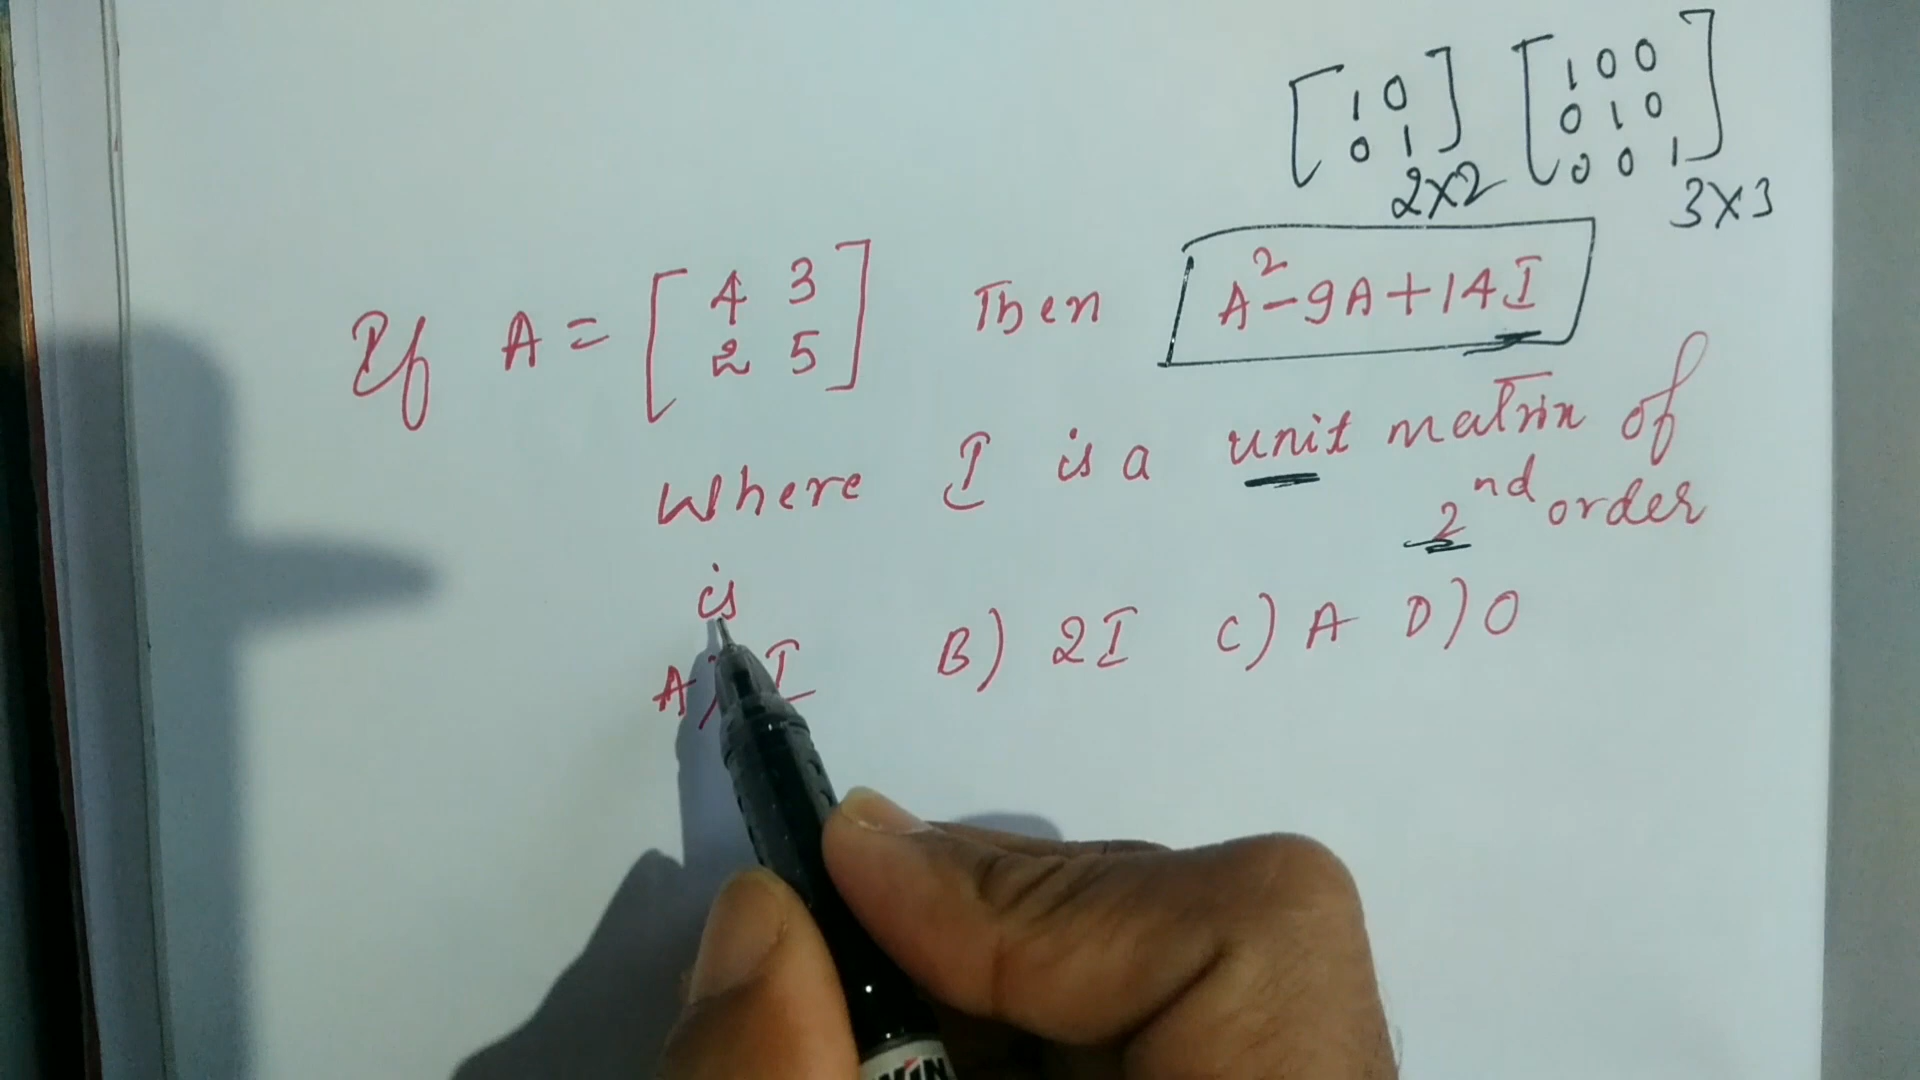 [1 0
0 1] 2×2 [1 0 0
0 1 0
0 0 1] 3×3
If A = [4 3
2 5] Then A²-9A+14I
Where I is a unit matrix of
2nd order
is
A) I B) 2I C) A D) 0
WIN